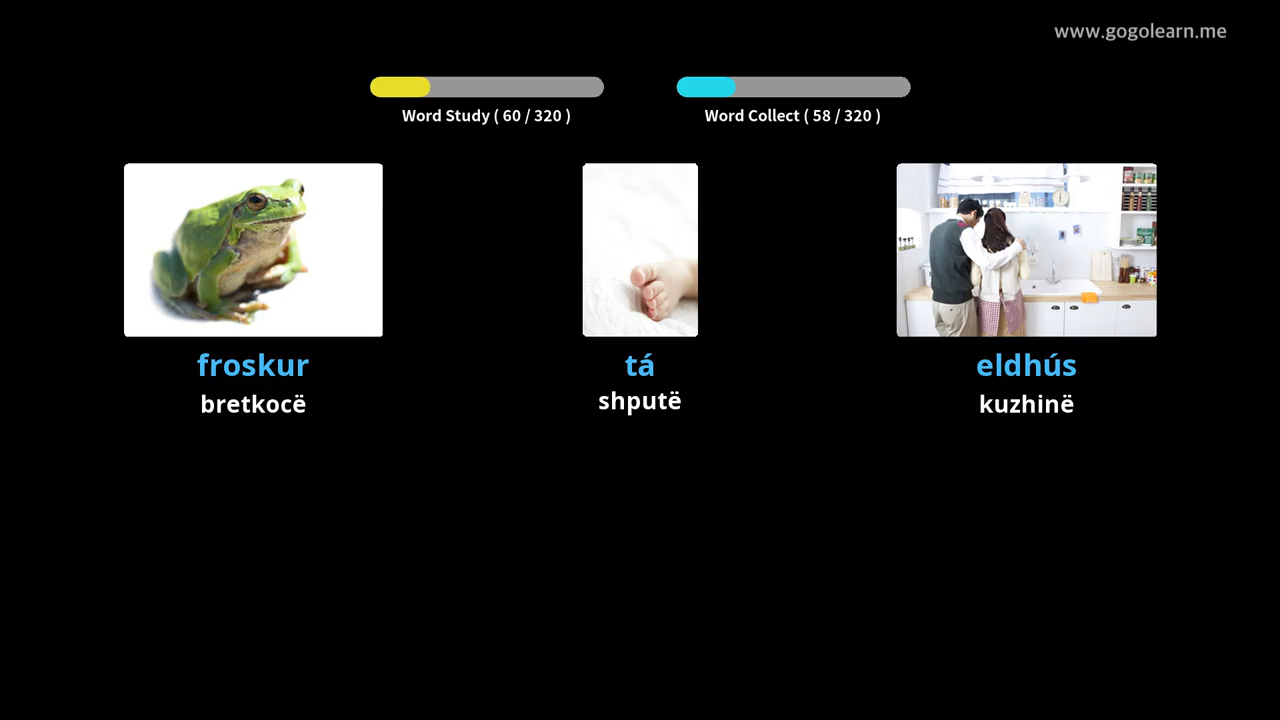 www.gogolearn.me
Word Study ( 60 / 320 )
Word Collect ( 58 / 320 )
froskur
bretkocë
tá
shputë
eldhús
kuzhinë